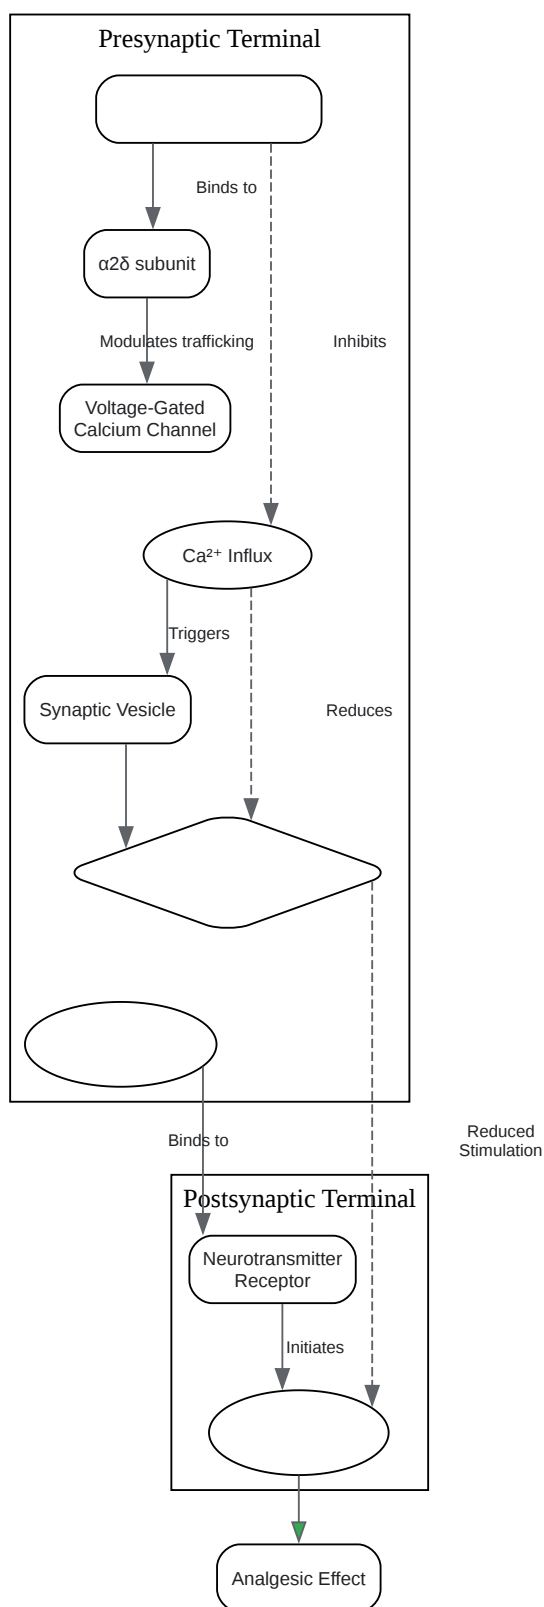 Presynaptic Terminal
Binds to
α2δ subunit
Modulates trafficking
Inhibits
Voltage-Gated
Calcium Channel
Ca²⁺ Influx
Triggers
Synaptic Vesicle
Reduces
Binds to
Reduced
Stimulation
Postsynaptic Terminal
Neurotransmitter
Receptor
Initiates
Analgesic Effect